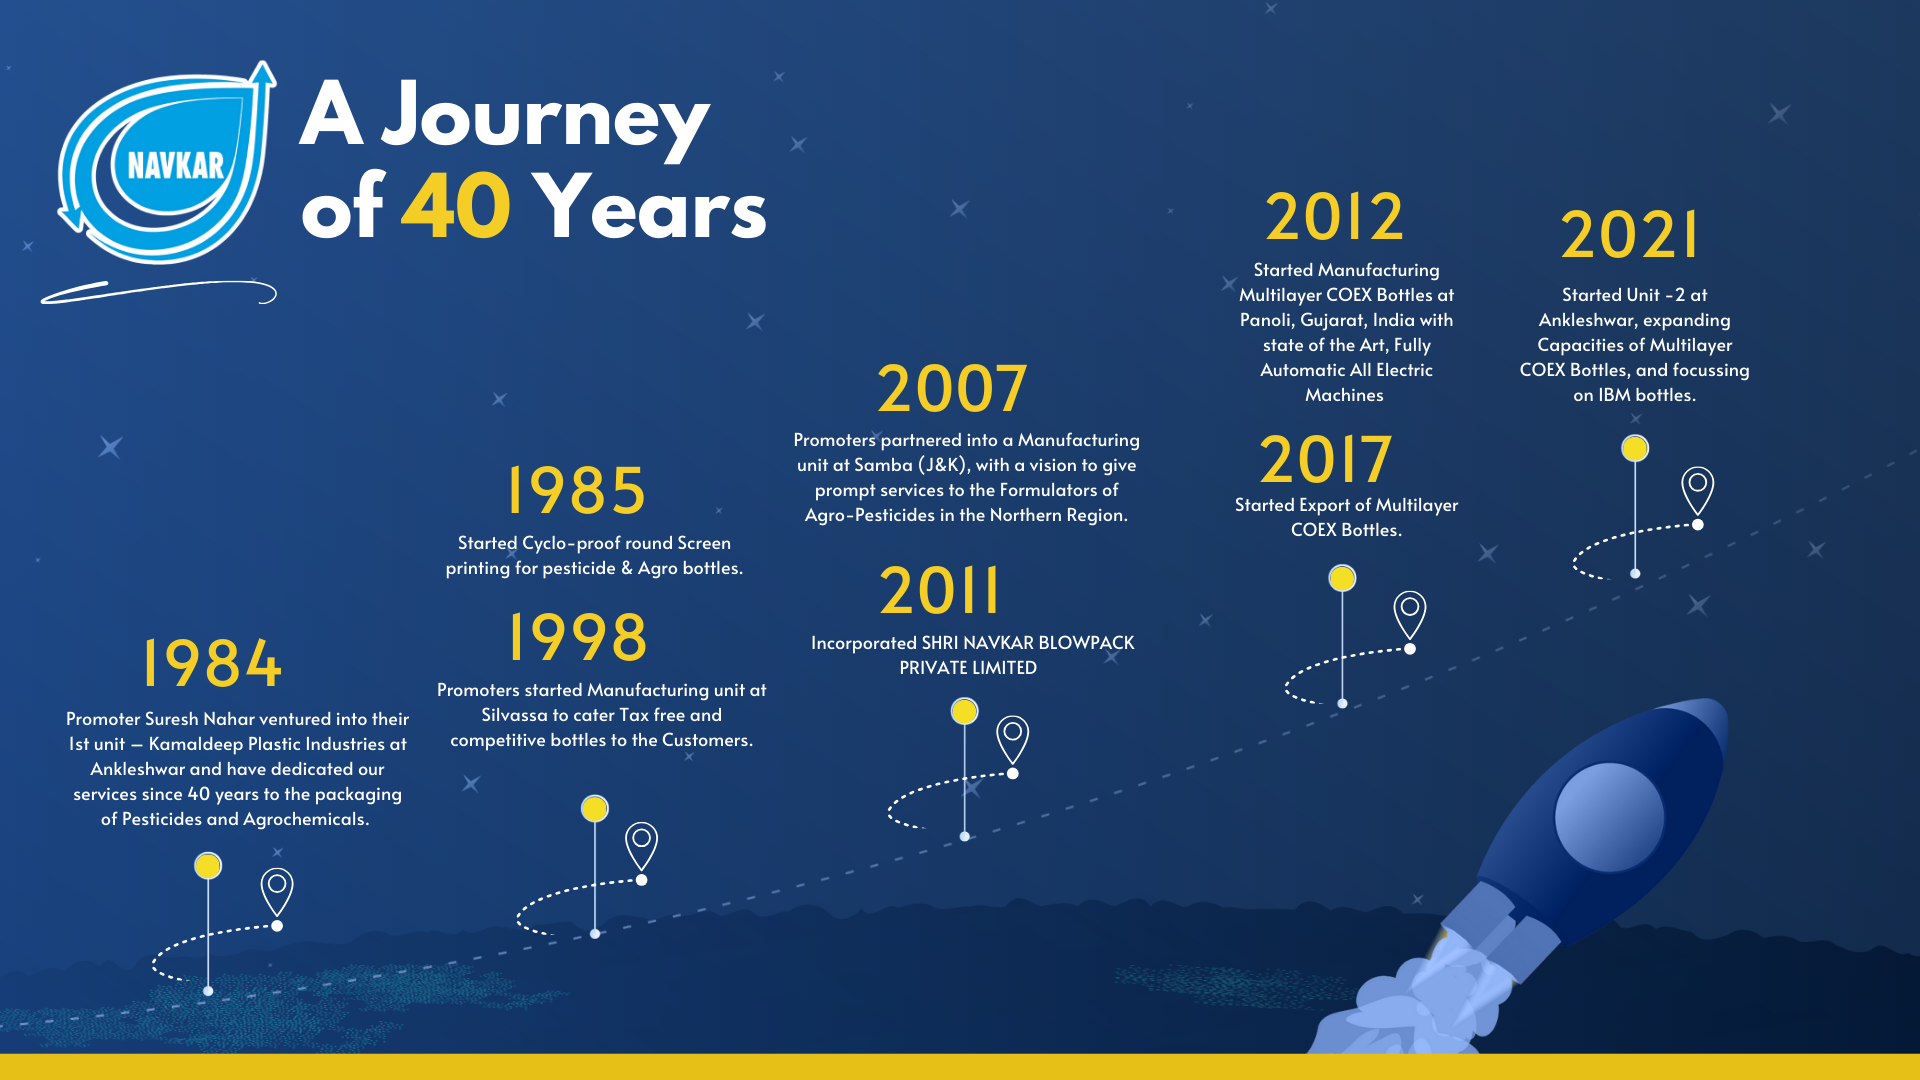 NAVKAR
A Journey
of 40 Years
1984
Promoter Suresh Nahar ventured into their
1st unit – Kamaldeep Plastic Industries at
Ankleshwar and have dedicated our
services since 40 years to the packaging
of Pesticides and Agrochemicals.
1985
Started Cyclo-proof round Screen
printing for pesticide & Agro bottles.
1998
Promoters started Manufacturing unit at
Silvassa to cater Tax free and
competitive bottles to the Customers.
2007
Promoters partnered into a Manufacturing
unit at Samba (J&K), with a vision to give
prompt services to the Formulators of
Agro-Pesticides in the Northern Region.
2011
Incorporated SHRI NAVKAR BLOWPACK
PRIVATE LIMITED
2012
Started Manufacturing
Multilayer COEX Bottles at
Panoli, Gujarat, India with
state of the Art, Fully
Automatic All Electric
Machines
2017
Started Export of Multilayer
COEX Bottles.
2021
Started Unit -2 at
Ankleshwar, expanding
Capacities of Multilayer
COEX Bottles, and focussing
on IBM bottles.